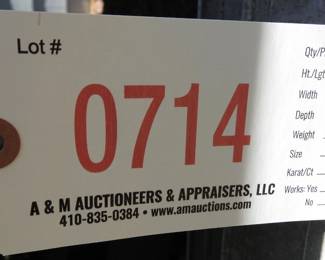 Lot #
0714
A & M AUCTIONEERS & APPRAISERS, LLC
410-835-0384 • www.amauctions.com
Qty/P
Ht./Lgt
Width
Depth
Weight
Size
Karat/Ct
Works: Yes
No